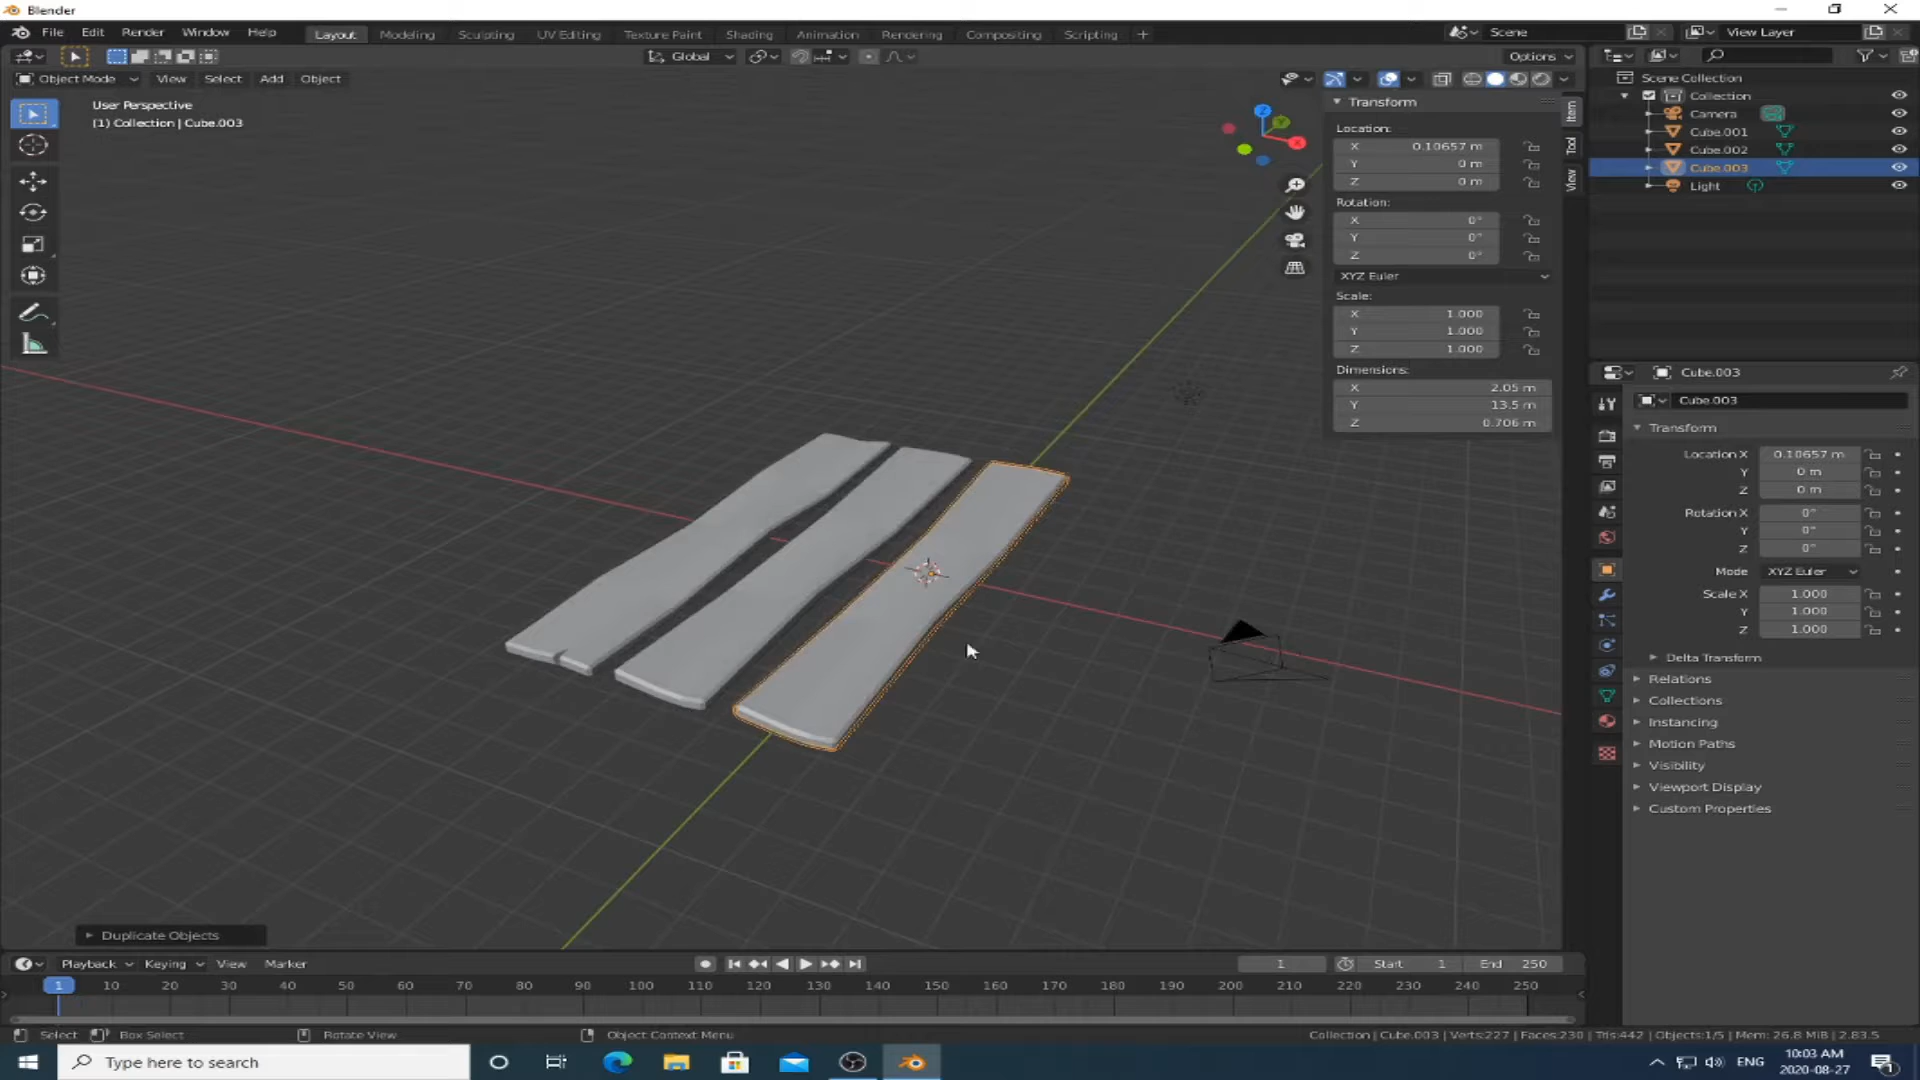 Blender
File Edit Render Window Help Layout Modeling Sculpting UV Editing Texture Paint Shading Animation Rendering Compositing Scripting + Scene View Layer
Global Options
Object Mode View Select Add Object
User Perspective
(1) Collection | Cube.003
Transform
Location:
X 0.10657 m
Y 0 m
Z 0 m
Rotation:
X 0°
Y 0°
Z 0°
XYZ Euler
Scale:
X 1.000
Y 1.000
Z 1.000
Dimensions:
X 2.05 m
Y 13.5 m
Z 0.706 m
Item
Tool
View
Z
Y
X
Scene Collection
Collection
Camera
Cube.001
Cube.002
Cube.003
Light
Cube.003
Cube.003
Transform
Location X 0.10657 m
Y 0 m
Z 0 m
Rotation X 0°
Y 0°
Z 0°
Mode XYZ Euler
Scale X 1.000
Y 1.000
Z 1.000
Delta Transform
Relations
Collections
Instancing
Motion Paths
Visibility
Viewport Display
Custom Properties
Duplicate Objects
Playback Keying View Marker 1 Start 1 End 250
1 10 20 30 40 50 60 70 80 90 100 110 120 130 140 150 160 170 180 190 200 210 220 230 240 250
Select Box Select Rotate View Object Context Menu Collection | Cube.003 | Verts:227 | Faces:230 | Tris:442 | Objects:1/5 | Mem: 26.8 MiB | 2.83.5
Type here to search ENG 10:03 AM
2020-08-27